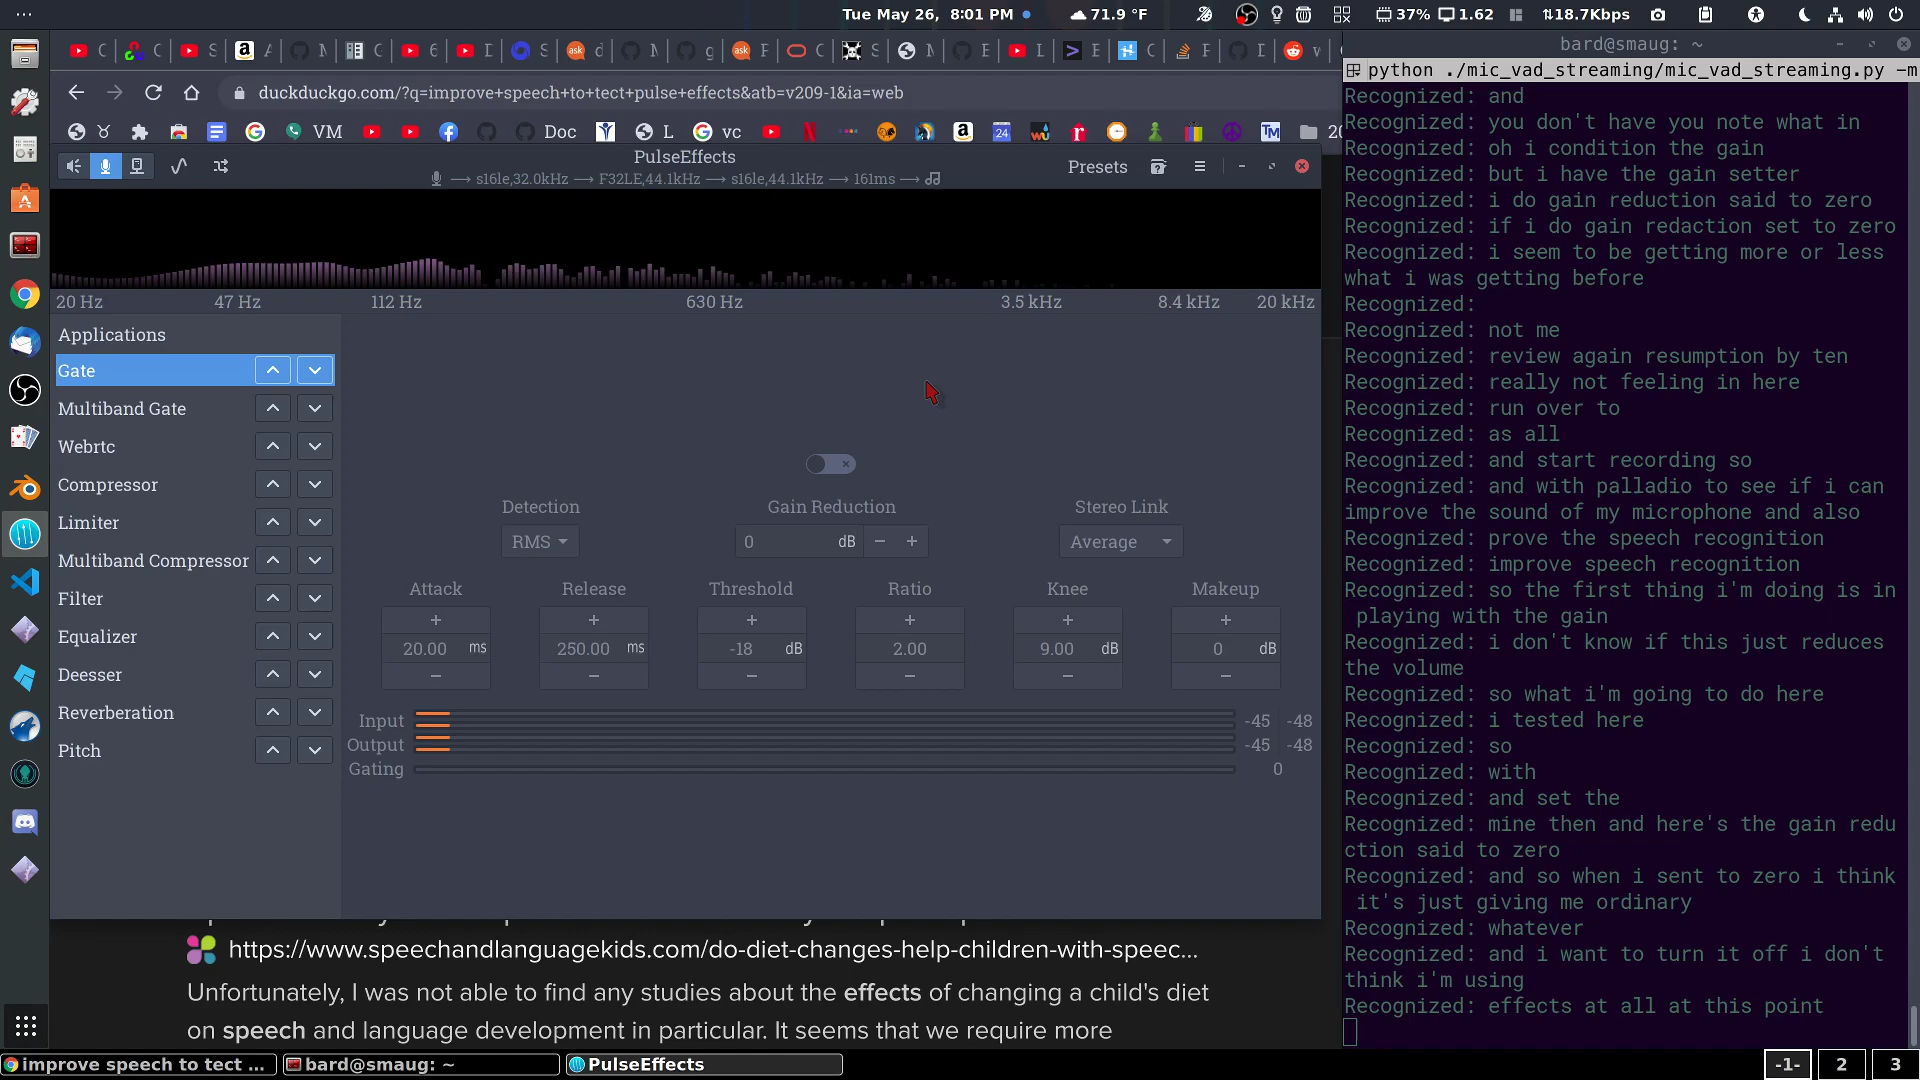 Tue May 26, 8:01 PM
71.9 °F
37% 1.62
18.7Kbps
duckduckgo.com/?q=improve+speech+to+tect+pulse+effects&atb=v209-1&ia=web
VM
Doc
L
vc
24
TM
PulseEffects
s16le,32.0kHz → F32LE,44.1kHz → s16le,44.1kHz → 161ms →
Presets
20 Hz 47 Hz 112 Hz 630 Hz 3.5 kHz 8.4 kHz 20 kHz
Applications
Gate
Multiband Gate
Webrtc
Compressor
Limiter
Multiband Compressor
Filter
Equalizer
Deesser
Reverberation
Pitch
Detection Gain Reduction Stereo Link
RMS 0 dB − + Average
Attack Release Threshold Ratio Knee Makeup
+ + + + + +
20.00 ms 250.00 ms -18 dB 2.00 9.00 dB 0 dB
− − − − − −
Input -45 -48
Output -45 -48
Gating 0
https://www.speechandlanguagekids.com/do-diet-changes-help-children-with-speec...
Unfortunately, I was not able to find any studies about the effects of changing a child's diet
on speech and language development in particular. It seems that we require more
bard@smaug: ~
python ./mic_vad_streaming/mic_vad_streaming.py -m
Recognized: and
Recognized: you don't have you note what in
Recognized: oh i condition the gain
Recognized: but i have the gain setter
Recognized: i do gain reduction said to zero
Recognized: if i do gain redaction set to zero
Recognized: i seem to be getting more or less
what i was getting before
Recognized:
Recognized: not me
Recognized: review again resumption by ten
Recognized: really not feeling in here
Recognized: run over to
Recognized: as all
Recognized: and start recording so
Recognized: and with palladio to see if i can
improve the sound of my microphone and also
Recognized: prove the speech recognition
Recognized: improve speech recognition
Recognized: so the first thing i'm doing is in
playing with the gain
Recognized: i don't know if this just reduces
the volume
Recognized: so what i'm going to do here
Recognized: i tested here
Recognized: so
Recognized: with
Recognized: and set the
Recognized: mine then and here's the gain redu
ction said to zero
Recognized: and so when i sent to zero i think
it's just giving me ordinary
Recognized: whatever
Recognized: and i want to turn it off i don't
think i'm using
Recognized: effects at all at this point
improve speech to tect ...
bard@smaug: ~
PulseEffects
-1- 2 3